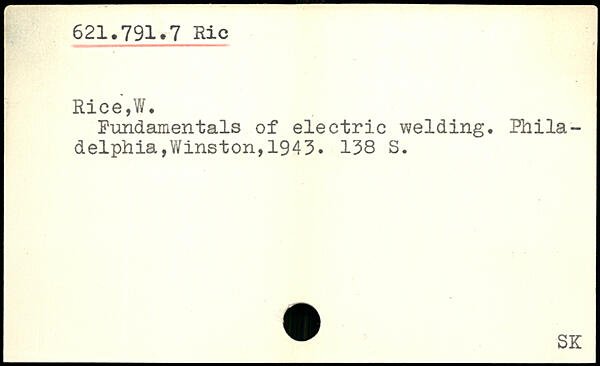 621.791.7 Ric
Rice,W.
Fundamentals of electric welding. Phila-
delphia,Winston,1943. 138 S.
SK